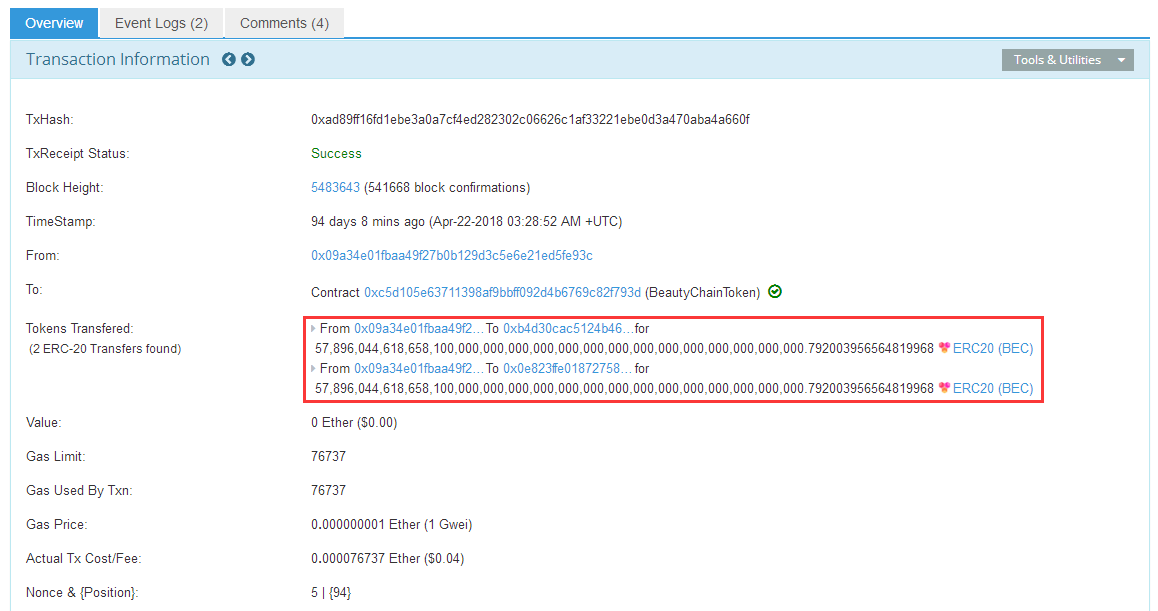 Overview Event Logs (2) Comments (4)
Transaction Information Tools & Utilities
TxHash: 0xad89ff16fd1ebe3a0a7cf4ed282302c06626c1af33221ebe0d3a470aba4a660f
TxReceipt Status: Success
Block Height: 5483643 (541668 block confirmations)
TimeStamp: 94 days 8 mins ago (Apr-22-2018 03:28:52 AM +UTC)
From: 0x09a34e01fbaa49f27b0b129d3c5e6e21ed5fe93c
To: Contract 0xc5d105e63711398af9bbff092d4b6769c82f793d (BeautyChainToken)
Tokens Transfered: From 0x09a34e01fbaa49f2... To 0xb4d30cac5124b46... for
(2 ERC-20 Transfers found) 57,896,044,618,658,100,000,000,000,000,000,000,000,000,000,000,000,000,000,000.792003956564819968 ERC20 (BEC)
From 0x09a34e01fbaa49f2... To 0x0e823ffe01872758... for
57,896,044,618,658,100,000,000,000,000,000,000,000,000,000,000,000,000,000,000.792003956564819968 ERC20 (BEC)
Value: 0 Ether ($0.00)
Gas Limit: 76737
Gas Used By Txn: 76737
Gas Price: 0.000000001 Ether (1 Gwei)
Actual Tx Cost/Fee: 0.000076737 Ether ($0.04)
Nonce & {Position}: 5 | {94}